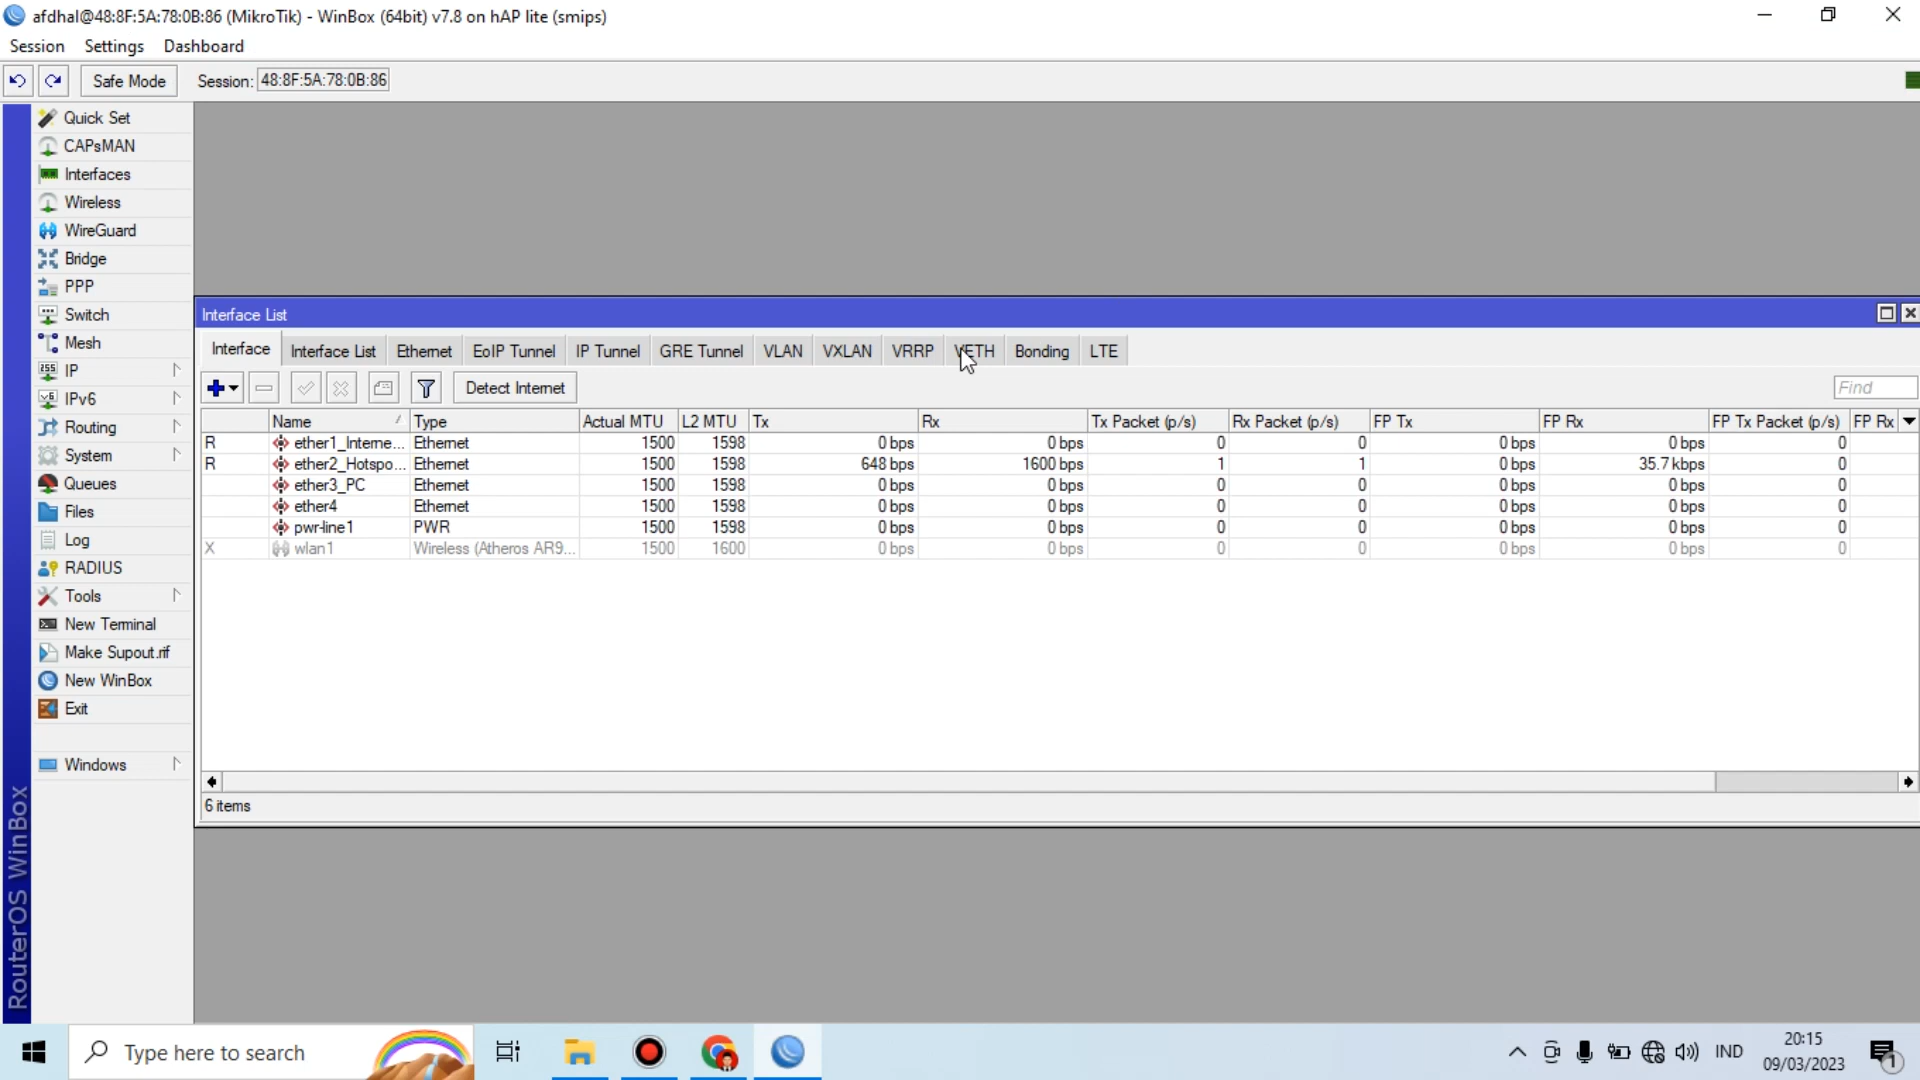 afdhal@48:8F:5A:78:0B:86 (MikroTik) - WinBox (64bit) v7.8 on hAP lite (smips)
Session Settings Dashboard
Safe Mode Session: 48:8F:5A:78:0B:86
Quick Set
CAPsMAN
Interfaces
Wireless
WireGuard
Bridge
PPP
Switch
Mesh
IP
IPv6
Routing
System
Queues
Files
Log
RADIUS
Tools
New Terminal
Make Supout.rif
New WinBox
Exit
Windows
RouterOS WinBox
Interface List
Interface Interface List Ethernet EoIP Tunnel IP Tunnel GRE Tunnel VLAN VXLAN VRRP VETH Bonding LTE
Detect Internet Find
Name Type Actual MTU L2 MTU Tx Rx Tx Packet (p/s) Rx Packet (p/s) FP Tx FP Rx FP Tx Packet (p/s) FP Rx
R ether1_Interne... Ethernet 1500 1598 0 bps 0 bps 0 0 0 bps 0 bps 0
R ether2_Hotspo... Ethernet 1500 1598 648 bps 1600 bps 1 1 0 bps 35.7 kbps 0
ether3_PC Ethernet 1500 1598 0 bps 0 bps 0 0 0 bps 0 bps 0
ether4 Ethernet 1500 1598 0 bps 0 bps 0 0 0 bps 0 bps 0
pwr-line1 PWR 1500 1598 0 bps 0 bps 0 0 0 bps 0 bps 0
X wlan1 Wireless (Atheros AR9... 1500 1600 0 bps 0 bps 0 0 0 bps 0 bps 0
6 items
Type here to search
IND
20:15
09/03/2023
1